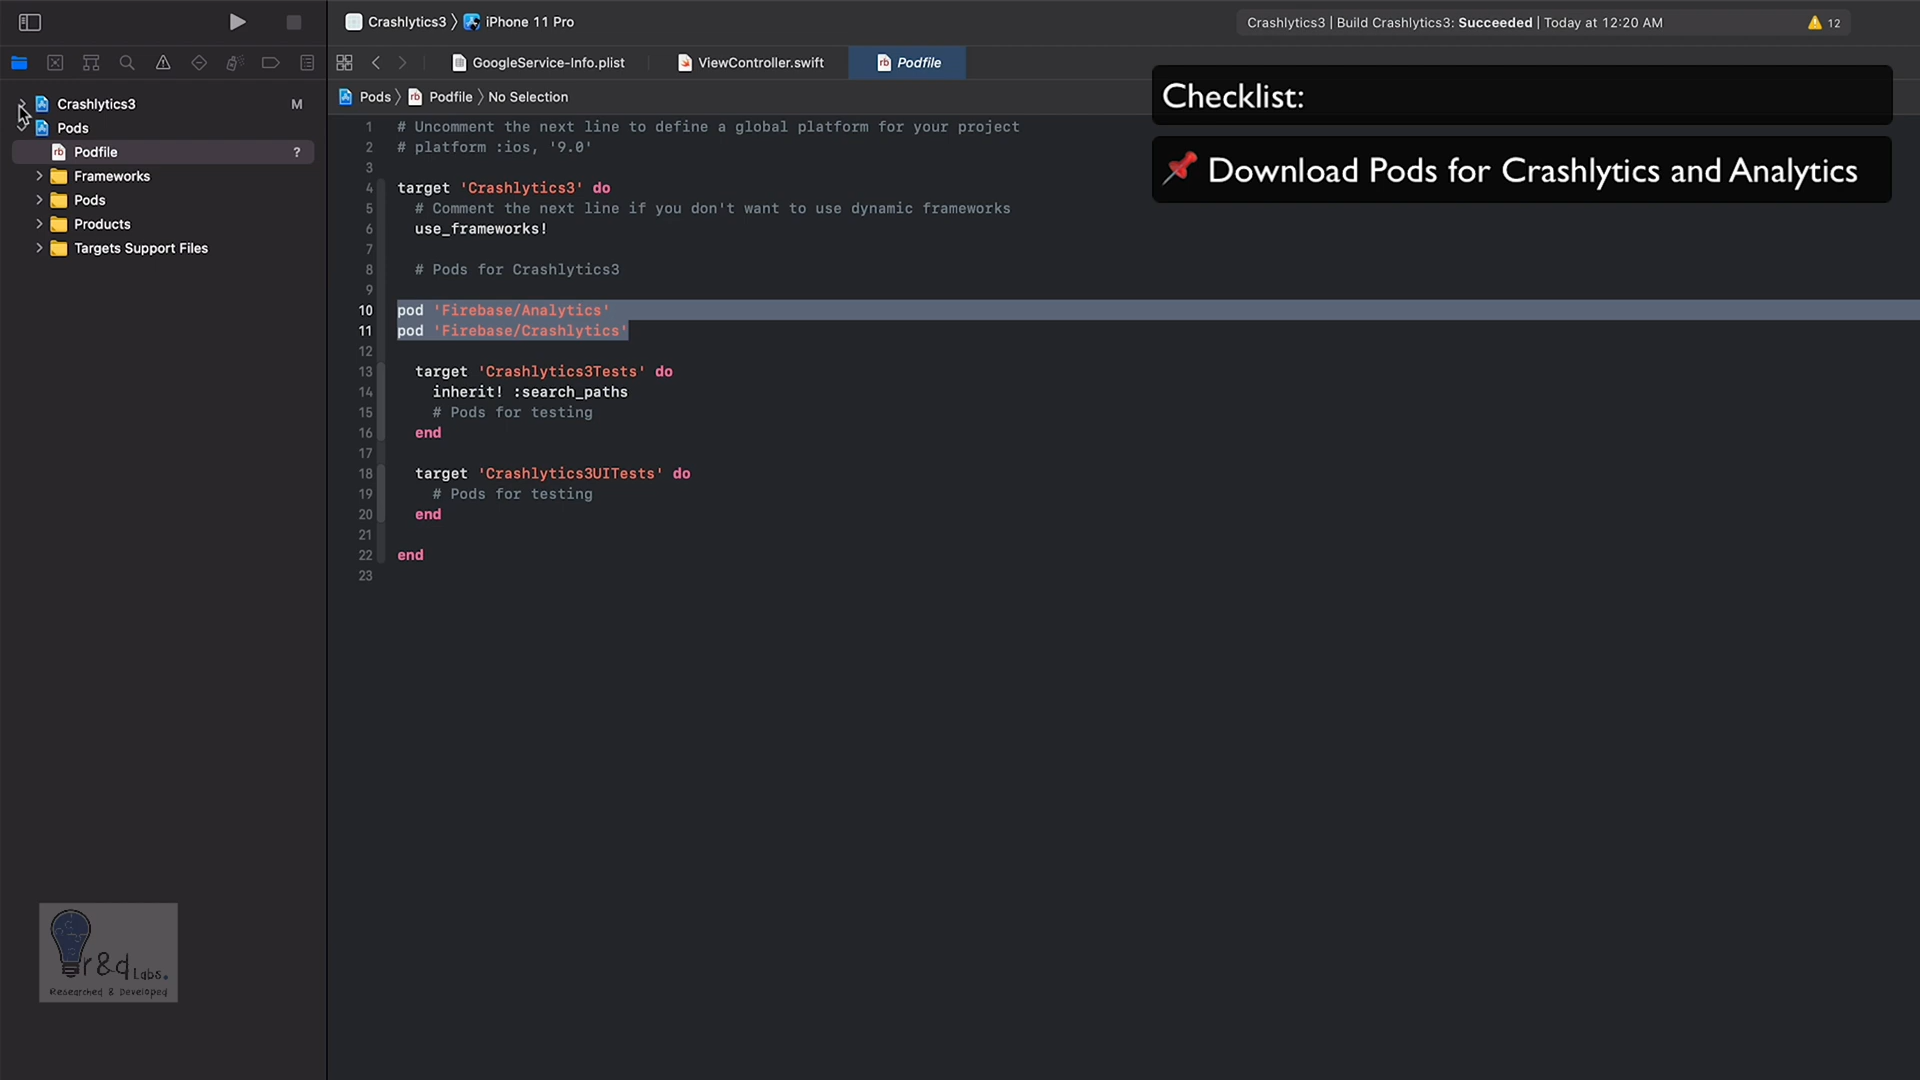 Crashlytics3 〉 iPhone 11 Pro
Crashlytics3 | Build Crashlytics3: Succeeded | Today at 12:20 AM
12
GoogleService-Info.plist
ViewController.swift
rb Podfile
Crashlytics3 M
Pods
rb Podfile ?
Frameworks
Pods
Products
Targets Support Files
Pods 〉 rb Podfile 〉 No Selection
Checklist:
📌 Download Pods for Crashlytics and Analytics
1 # Uncomment the next line to define a global platform for your project
2 # platform :ios, '9.0'
3
4 target 'Crashlytics3' do
5 # Comment the next line if you don't want to use dynamic frameworks
6 use_frameworks!
7
8 # Pods for Crashlytics3
9
10 pod 'Firebase/Analytics'
11 pod 'Firebase/Crashlytics'
12
13 target 'Crashlytics3Tests' do
14 inherit! :search_paths
15 # Pods for testing
16 end
17
18 target 'Crashlytics3UITests' do
19 # Pods for testing
20 end
21
22 end
23
r&d Labs.
Researched & Developed